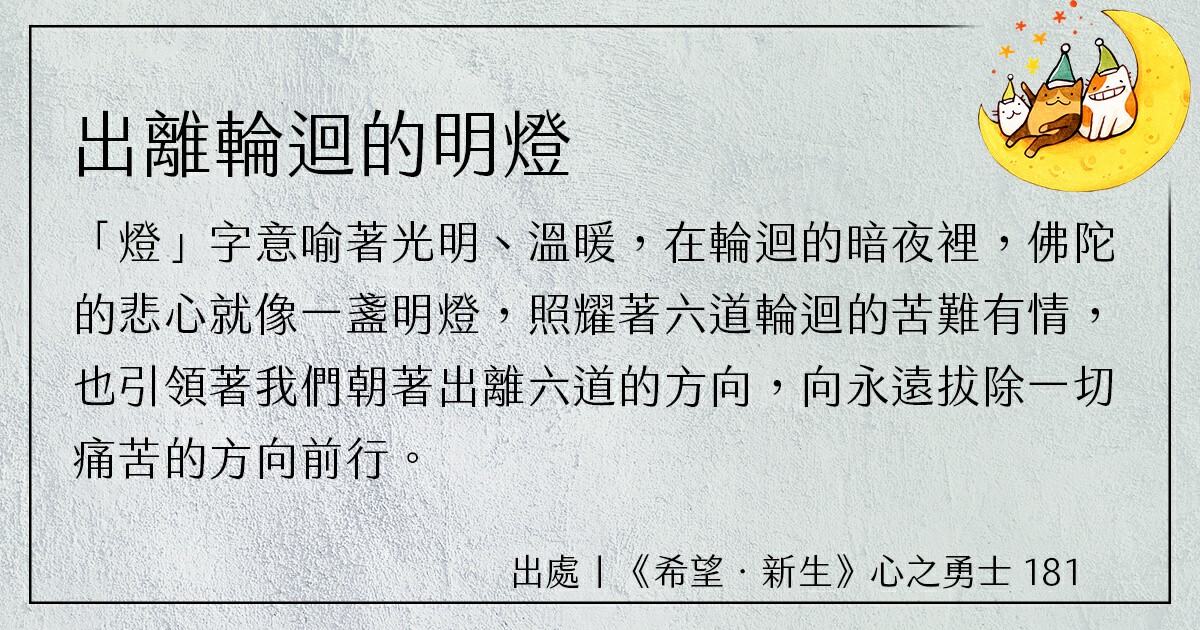 出離輪迴的明燈
「燈」字意喻著光明、溫暖，在輪迴的暗夜裡，佛陀
的悲心就像一盞明燈，照耀著六道輪迴的苦難有情，
也引領著我們朝著出離六道的方向，向永遠拔除一切
痛苦的方向前行。
出處｜《希望．新生》心之勇士 181